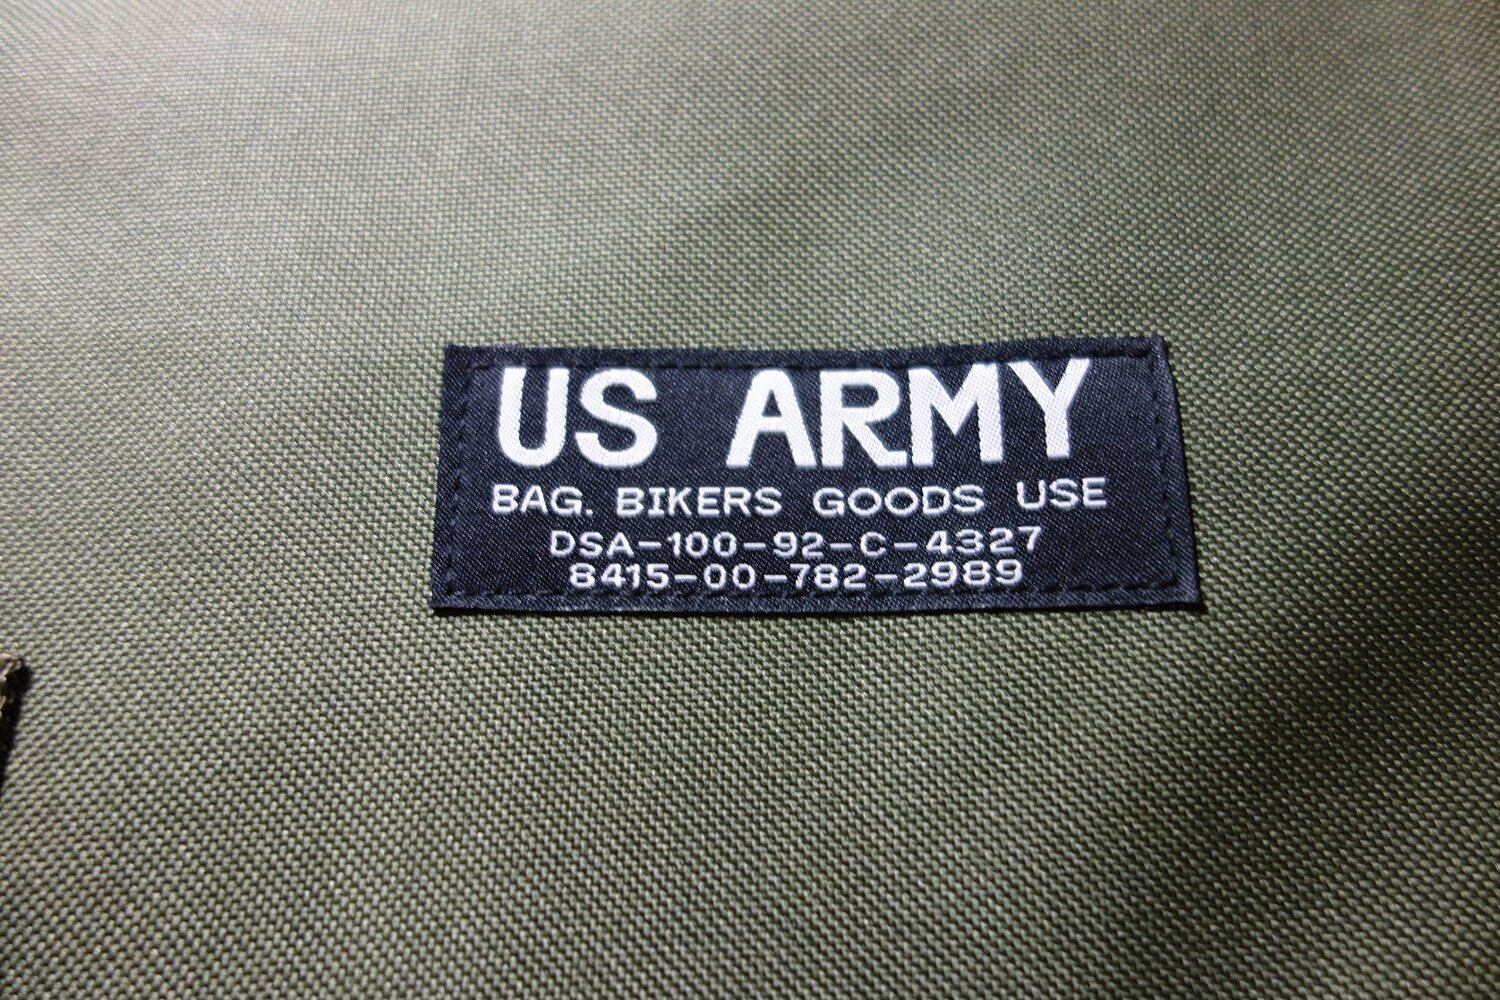 US ARMY
BAG. BIKERS GOODS USE
DSA-100-92-C-4327
8415-00-782-2989